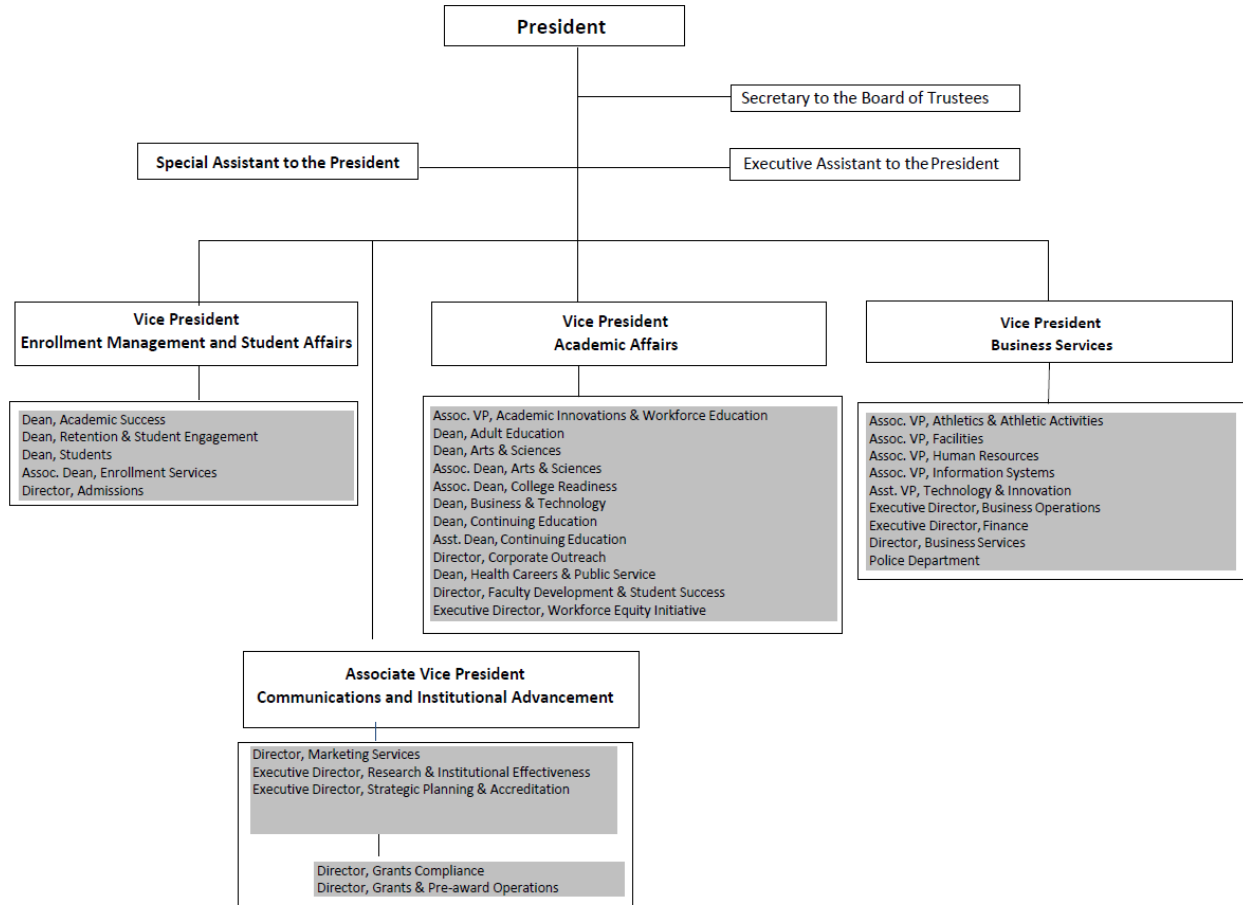 President
Secretary to the Board of Trustees
Special Assistant to the President
Executive Assistant to the President
Vice President
Enrollment Management and Student Affairs
Dean, Academic Success
Dean, Retention & Student Engagement
Dean, Students
Assoc. Dean, Enrollment Services
Director, Admissions
Vice President
Academic Affairs
Assoc. VP, Academic Innovations & Workforce Education
Dean, Adult Education
Dean, Arts & Sciences
Assoc. Dean, Arts & Sciences
Assoc. Dean, College Readiness
Dean, Business & Technology
Dean, Continuing Education
Asst. Dean, Continuing Education
Director, Corporate Outreach
Dean, Health Careers & Public Service
Director, Faculty Development & Student Success
Executive Director, Workforce Equity Initiative
Vice President
Business Services
Assoc. VP, Athletics & Athletic Activities
Assoc. VP, Facilities
Assoc. VP, Human Resources
Assoc. VP, Information Systems
Asst. VP, Technology & Innovation
Executive Director, Business Operations
Executive Director, Finance
Director, Business Services
Police Department
Associate Vice President
Communications and Institutional Advancement
Director, Marketing Services
Executive Director, Research & Institutional Effectiveness
Executive Director, Strategic Planning & Accreditation
Director, Grants Compliance
Director, Grants & Pre-award Operations